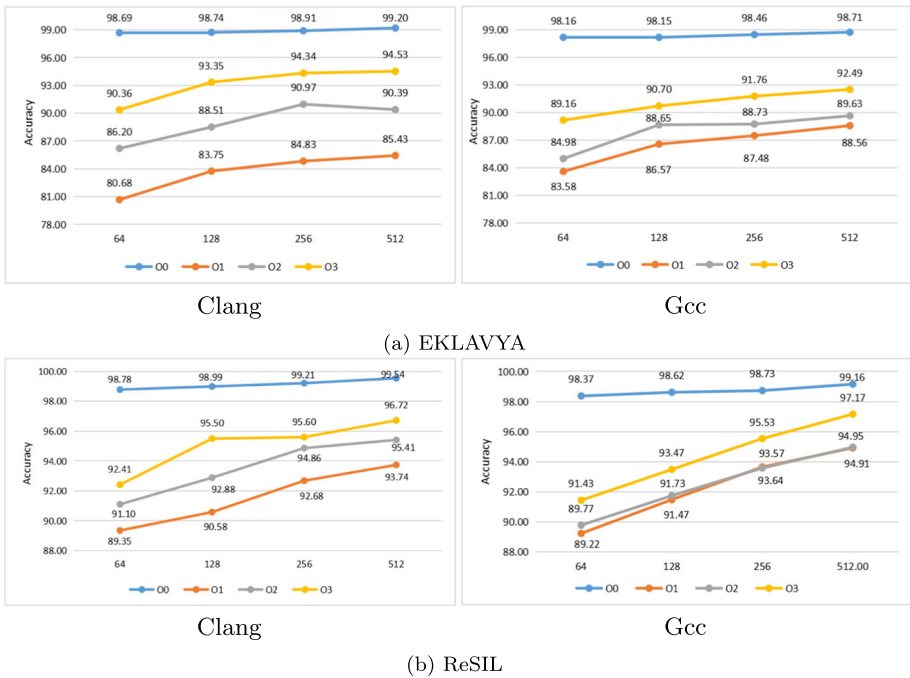 98.69 98.74 98.91 99.20
99.00
96.00
94.34 94.53
93.35
93.00
90.36 90.97 90.39
90.00
88.51
87.00
86.20
85.43
84.83
84.00
83.75
81.00
80.68
78.00
Accuracy
64 128 256 512
O0 O1 O2 O3
Clang
98.16 98.15 98.46 98.71
99.00
96.00
93.00
92.49
91.76
90.70
90.00
89.16 89.63
88.65 88.73
88.56
87.48
87.00
86.57
84.98
84.00
83.58
81.00
78.00
Accuracy
64 128 256 512
O0 O1 O2 O3
Gcc
(a) EKLAVYA
100.00
98.78 98.99 99.21 99.54
98.00
96.72
96.00
95.50 95.60
95.41
94.86
94.00
93.74
92.41 92.88 92.68
92.00
91.10
90.58
90.00
89.35
88.00
Accuracy
64 128 256 512
O0 O1 O2 O3
Clang
100.00
98.37 98.62 98.73 99.16
98.00
97.17
96.00
95.53
94.95
94.91
94.00
93.47 93.57
93.64
92.00
91.43 91.73
91.47
90.00
89.77
89.22
88.00
Accuracy
64 128 256 512.00
O0 O1 O2 O3
Gcc
(b) ReSIL